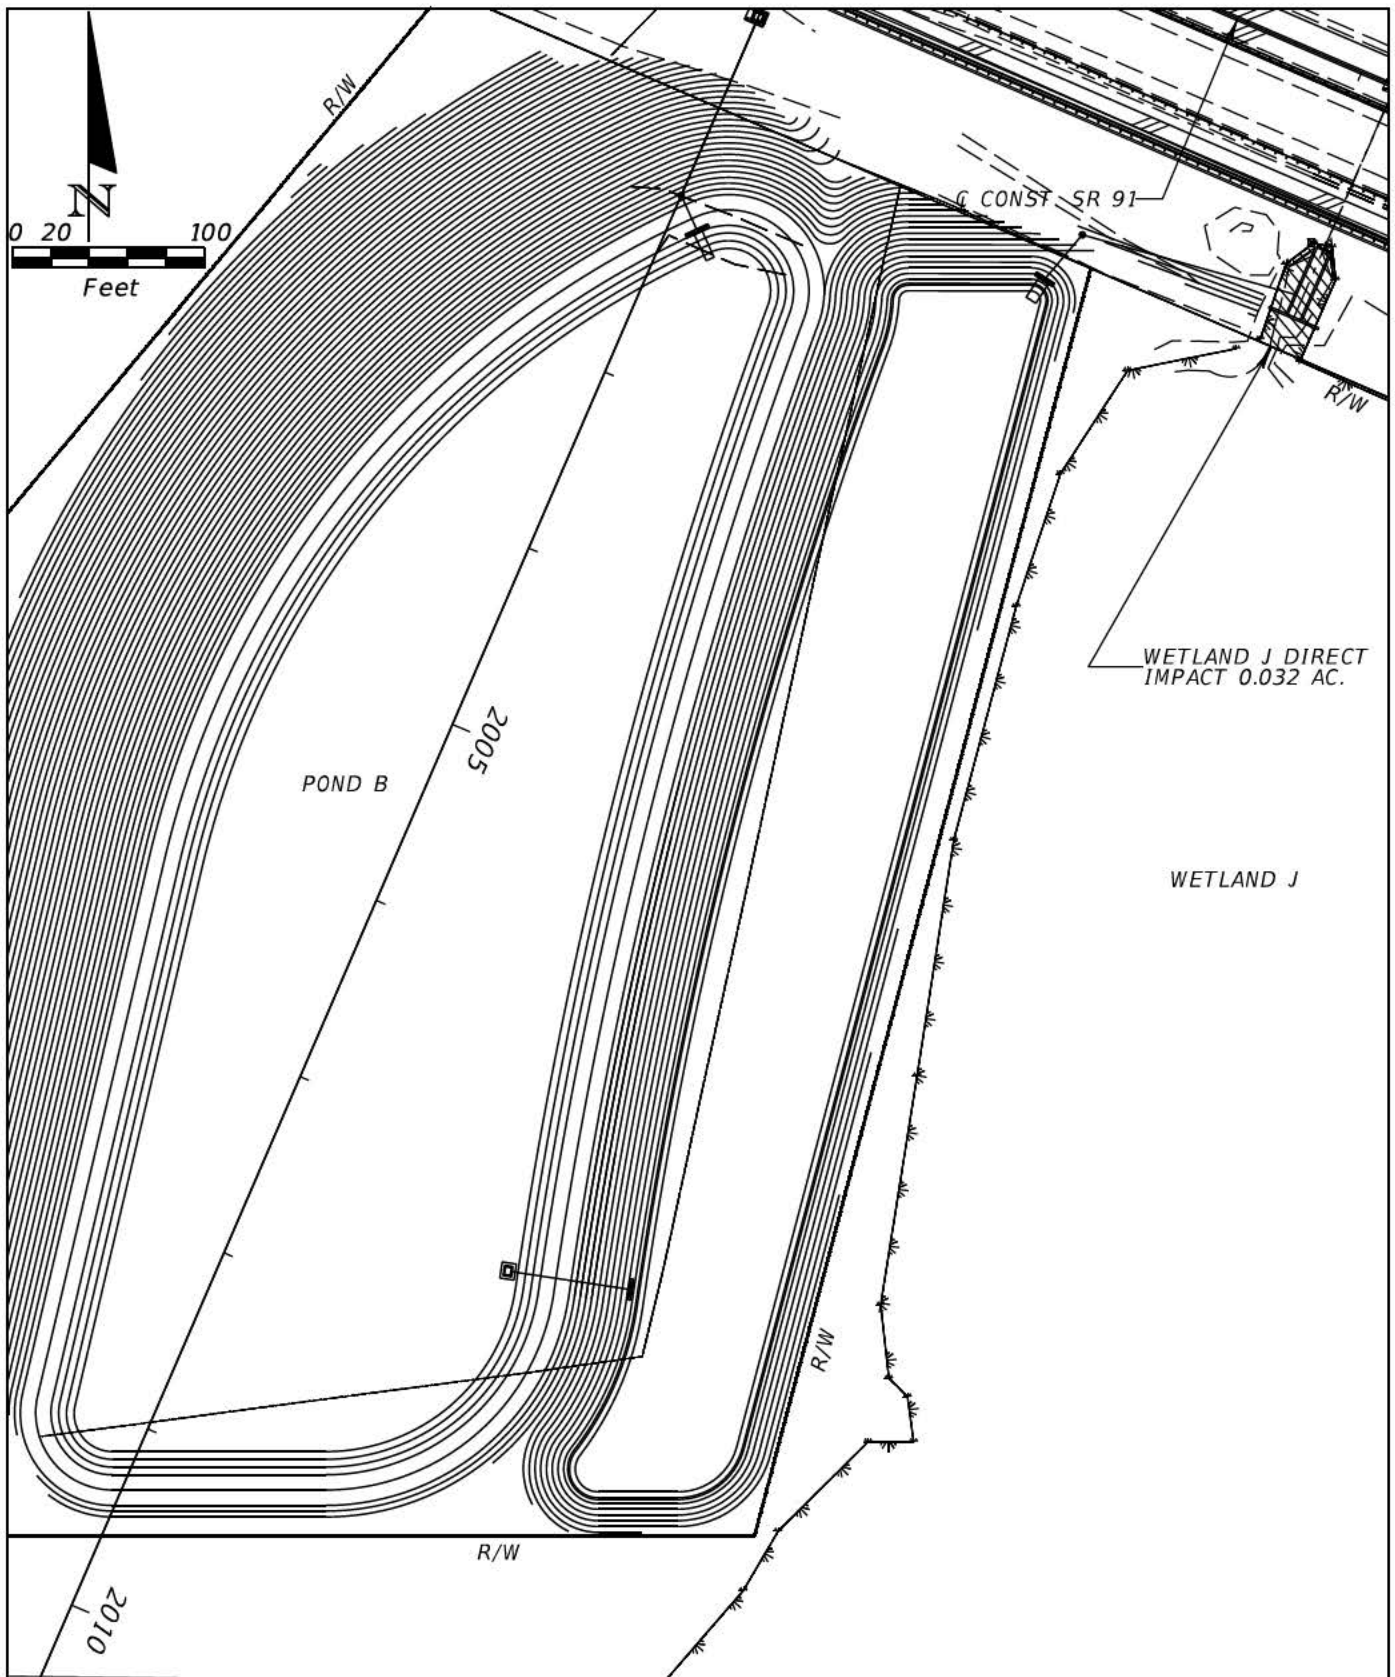 R/W
N
0 20 100
Feet
℄ CONST. SR 91
R/W
WETLAND J DIRECT
IMPACT 0.032 AC.
2005
POND B
WETLAND J
R/W
R/W
2010